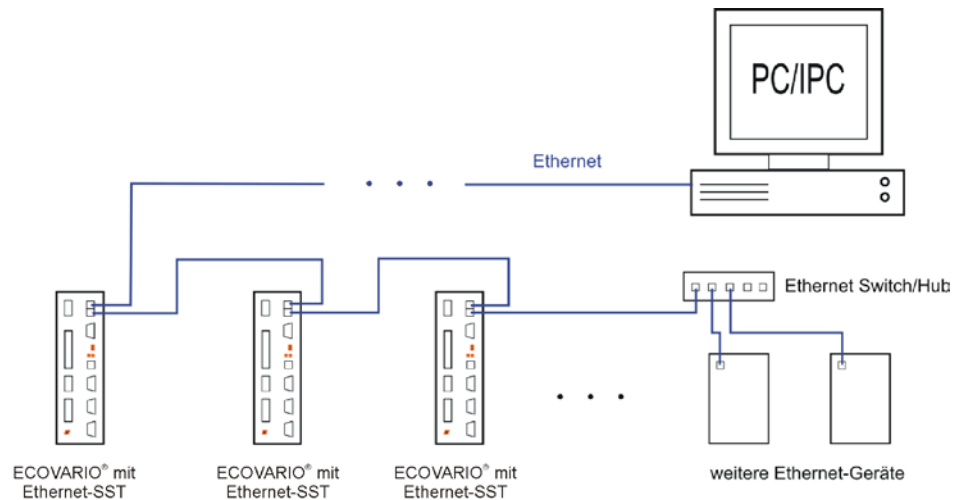 PC/IPC
Ethernet
Ethernet Switch/Hub
ECOVARIO® mit
Ethernet-SST
ECOVARIO® mit
Ethernet-SST
ECOVARIO® mit
Ethernet-SST
weitere Ethernet-Geräte